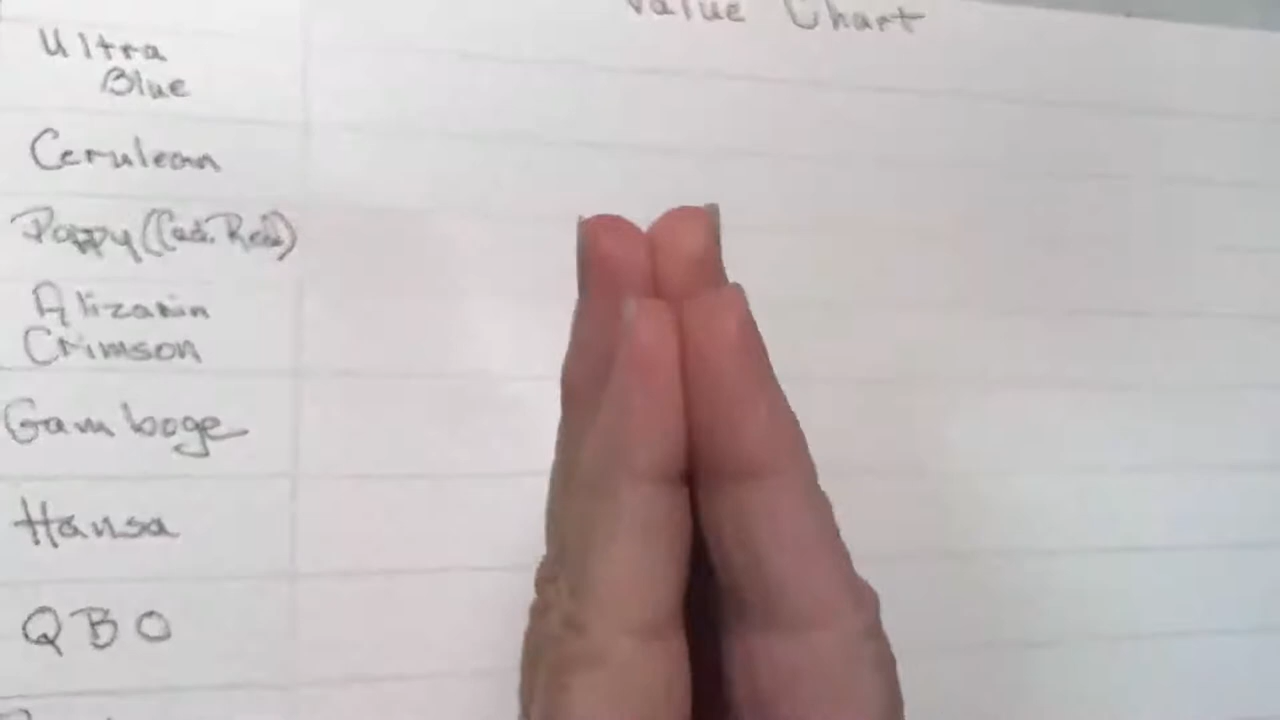 Value Chart
Ultra
Blue
Cerulean
Poppy (Cad. Red)
Alizarin
Crimson
Gamboge
Hansa
QBO